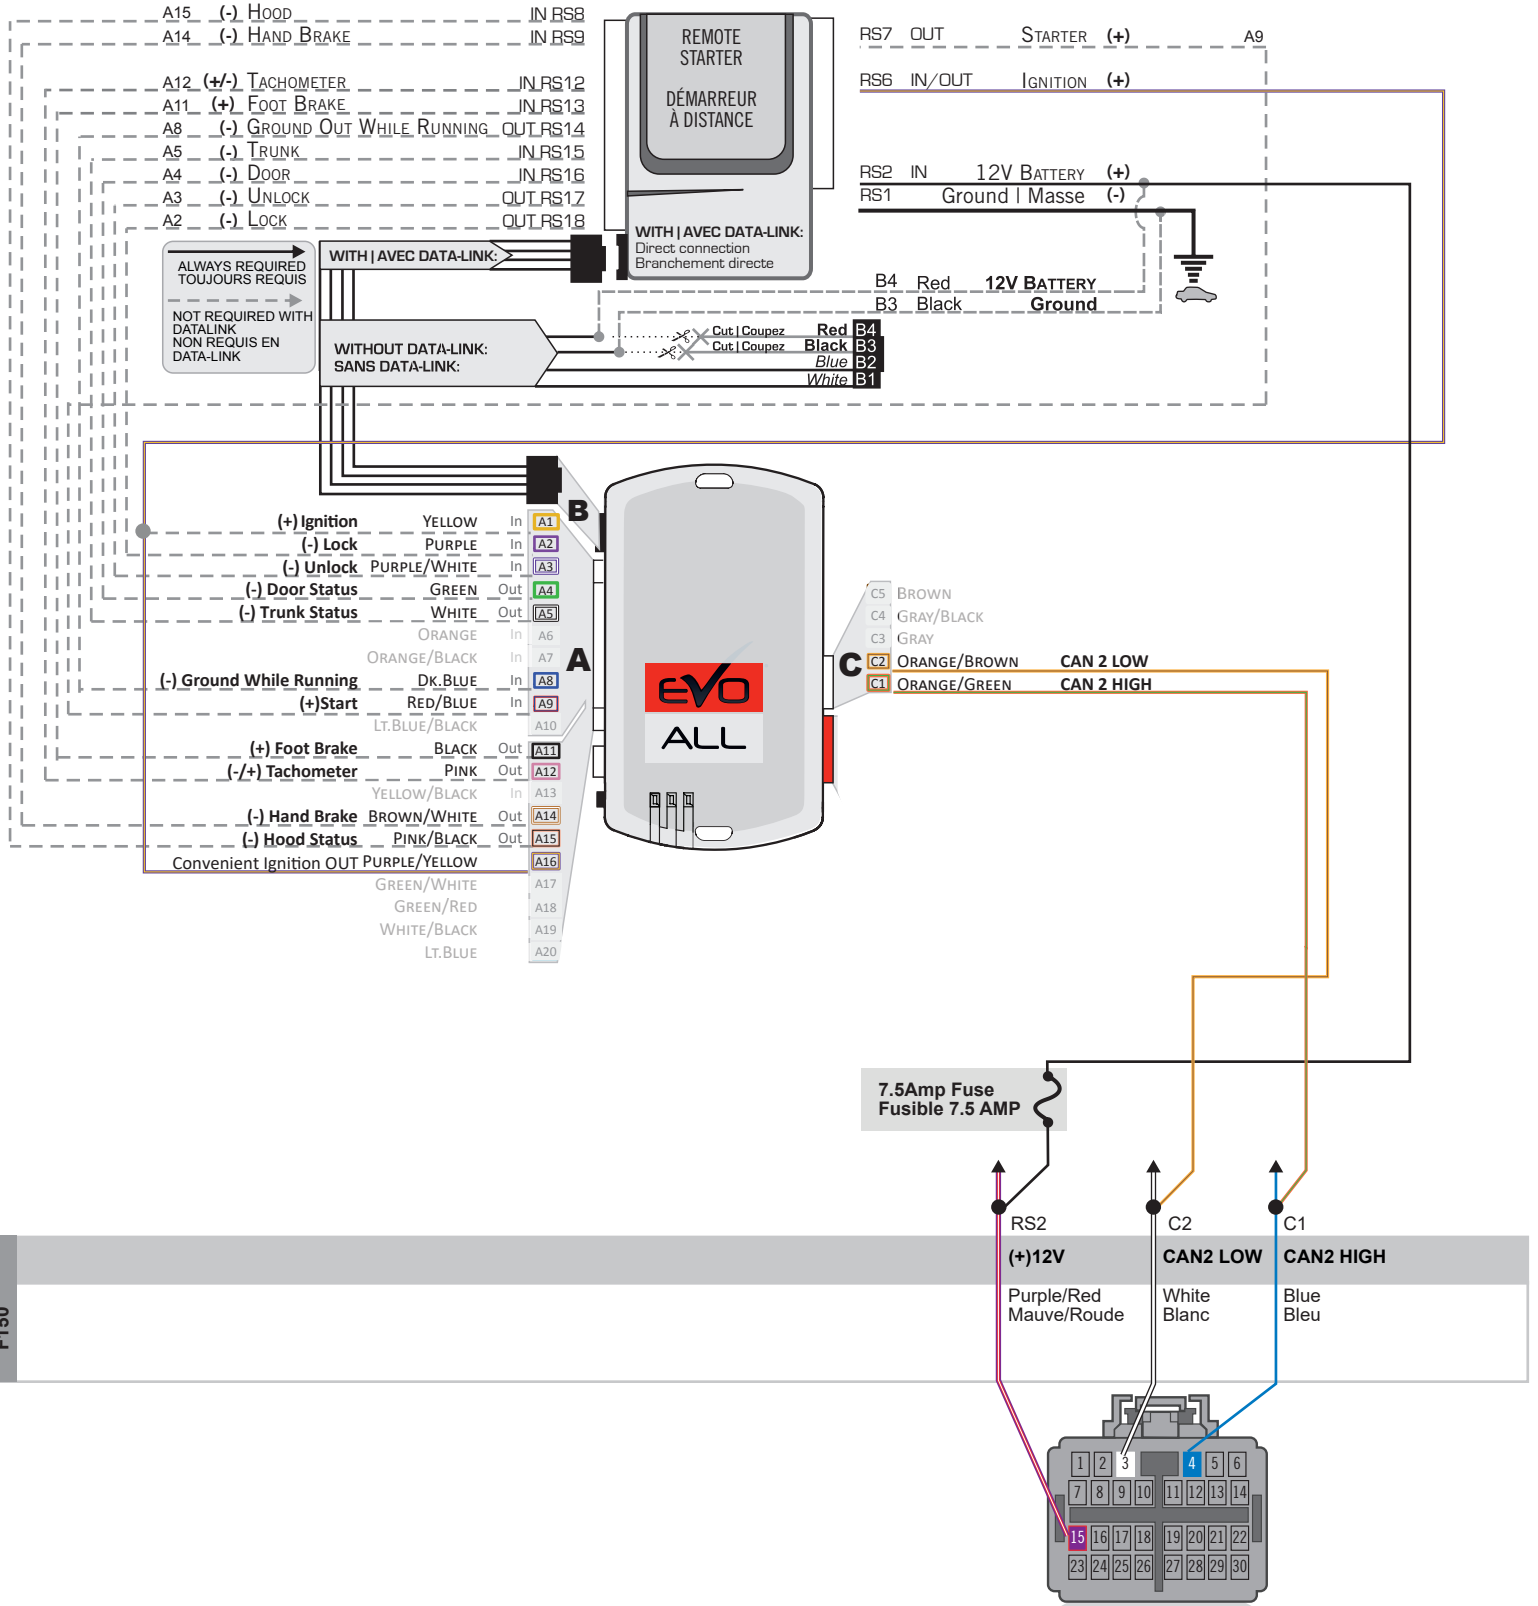 A15 (-) Hood IN RS8
A14 (-) Hand Brake IN RS9
A12 (+/-) Tachometer IN RS12
A11 (+) Foot Brake IN RS13
A8 (-) Ground Out While Running OUT RS14
A5 (-) Trunk IN RS15
A4 (-) Door IN RS16
A3 (-) Unlock OUT RS17
A2 (-) Lock OUT RS18
REMOTE
STARTER
DÉMARREUR
À DISTANCE
WITH | AVEC DATA-LINK:
Direct connection
Branchement directe
RS7 OUT Starter (+) A9
RS6 IN/OUT Ignition (+)
RS2 IN 12V Battery (+)
RS1 Ground | Masse (-)
ALWAYS REQUIRED
TOUJOURS REQUIS
NOT REQUIRED WITH
DATALINK
NON REQUIS EN
DATA-LINK
WITH | AVEC DATA-LINK:
B4 Red 12V Battery
B3 Black Ground
WITHOUT DATA-LINK:
SANS DATA-LINK:
Cut | Coupez Red B4
Cut | Coupez Black B3
Blue B2
White B1
B
(+) Ignition Yellow In A1
(-) Lock Purple In A2
(-) Unlock Purple/White In A3
(-) Door Status Green Out A4
(-) Trunk Status White Out A5
Orange In A6
Orange/Black In A7
A
(-) Ground While Running Dk.Blue In A8
(+)Start Red/Blue In A9
Lt.Blue/Black A10
(+) Foot Brake Black Out A11
(-/+) Tachometer Pink Out A12
Yellow/Black In A13
(-) Hand Brake Brown/White Out A14
(-) Hood Status Pink/Black Out A15
Convenient Ignition OUT Purple/Yellow A16
Green/White A17
Green/Red A18
White/Black A19
Lt.Blue A20
EVO
ALL
C
C5 Brown
C4 Gray/Black
C3 Gray
C2 Orange/Brown CAN 2 LOW
C1 Orange/Green CAN 2 HIGH
7.5Amp Fuse
Fusible 7.5 AMP
RS2 C2 C1
(+)12V CAN2 LOW CAN2 HIGH
Purple/Red White Blue
Mauve/Roude Blanc Bleu
F150
1 2 3 4 5 6
7 8 9 10 11 12 13 14
15 16 17 18 19 20 21 22
23 24 25 26 27 28 29 30